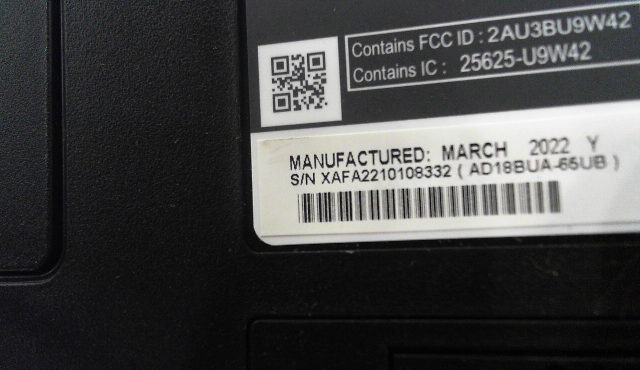 Contains FCC ID : 2AU3BU9W42
Contains IC : 25625-U9W42
MANUFACTURED: MARCH 2022 Y
S/N XAFA2210108332 ( AD18BUA-65UB )